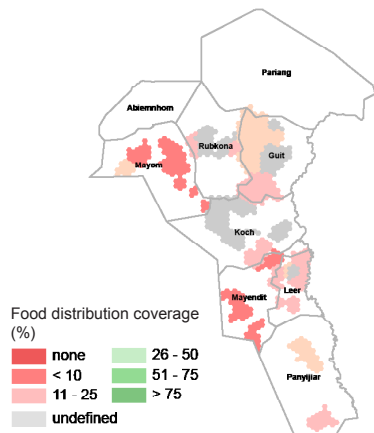 Pariang
Abiemnhom
Rubkona
Guit
Mayom
Koch
Leer
Mayendit
Panyijiar
Food distribution coverage
(%)
none 26 - 50
< 10 51 - 75
11 - 25 > 75
undefined